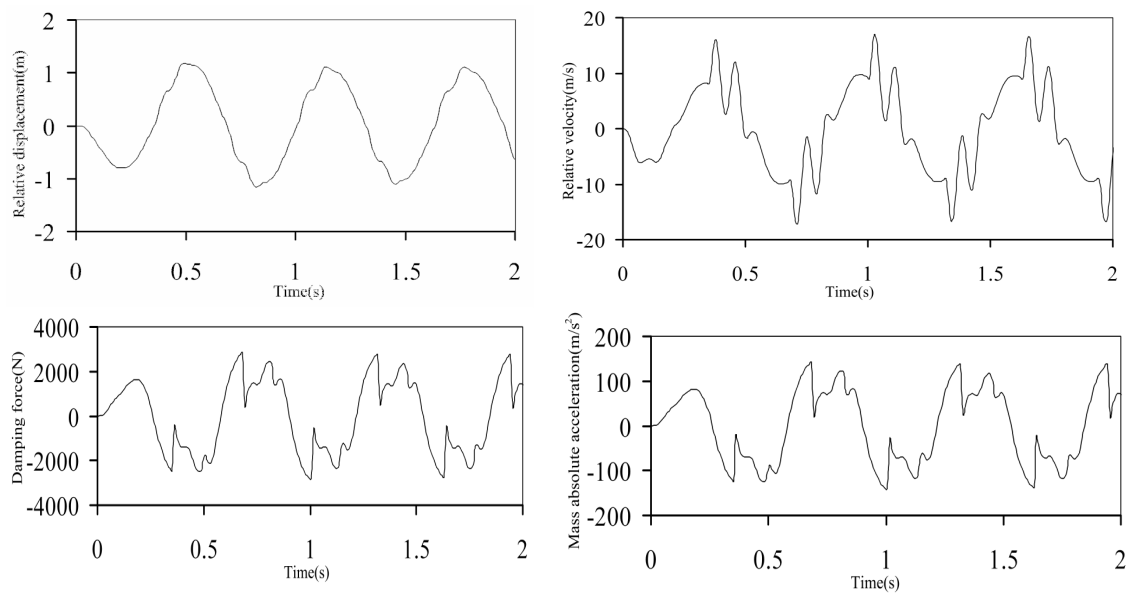 Relative displacement(m)
2
1
0
-1
-2
0 0.5 1 1.5 2
Time(s)
Relative velocity(m/s)
20
10
0
-10
-20
0 0.5 1 1.5 2
Time(s)
Damping force(N)
4000
2000
0
-2000
-4000
0 0.5 1 1.5 2
Time(s)
Mass absolute acceleration(m/s²)
200
100
0
-100
-200
0 0.5 1 1.5 2
Time(s)